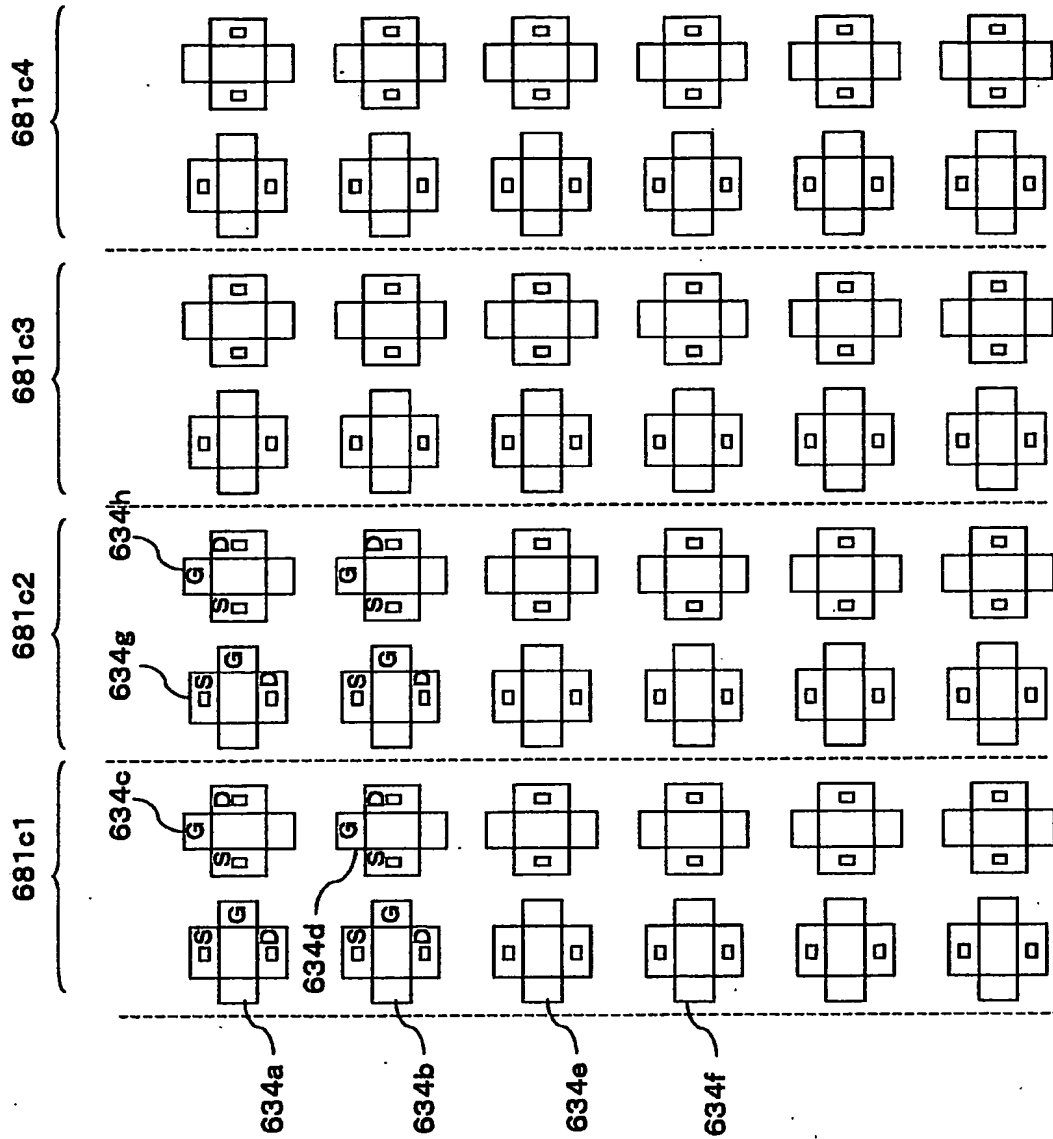 681c1 681c2 681c3 681c4
634c 634g 634h
S G S G
S D S D
G G
634a D D
634d
S G S G
S D S D
G G
634b D D
634e
634f